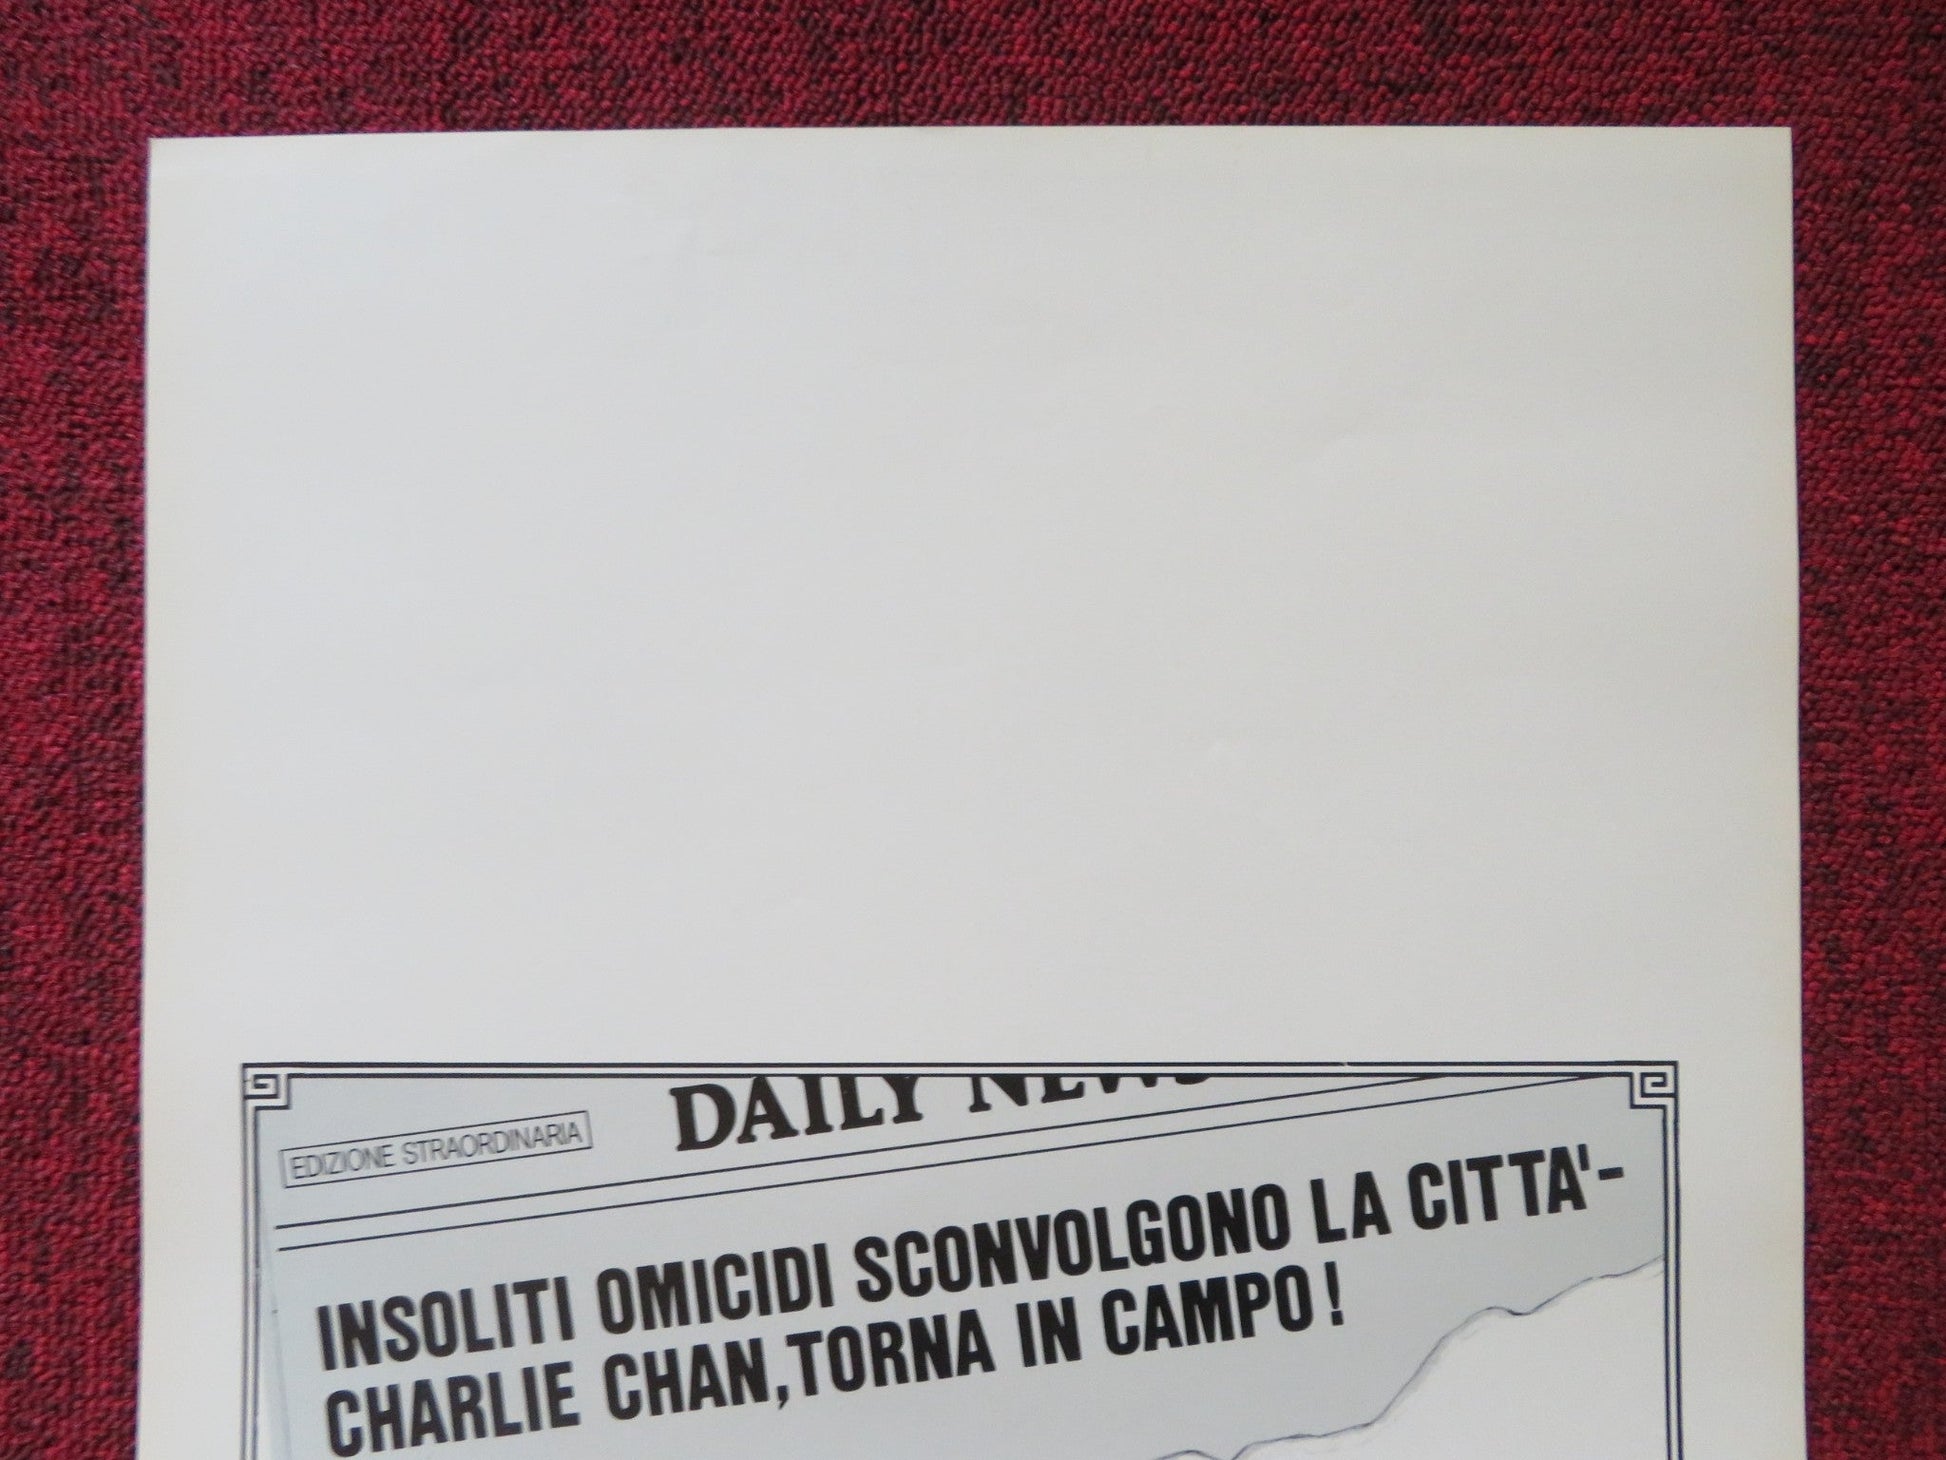 DAILY NEWS
EDIZIONE STRAORDINARIA
INSOLITI OMICIDI SCONVOLGONO LA CITTA'-
CHARLIE CHAN,TORNA IN CAMPO!